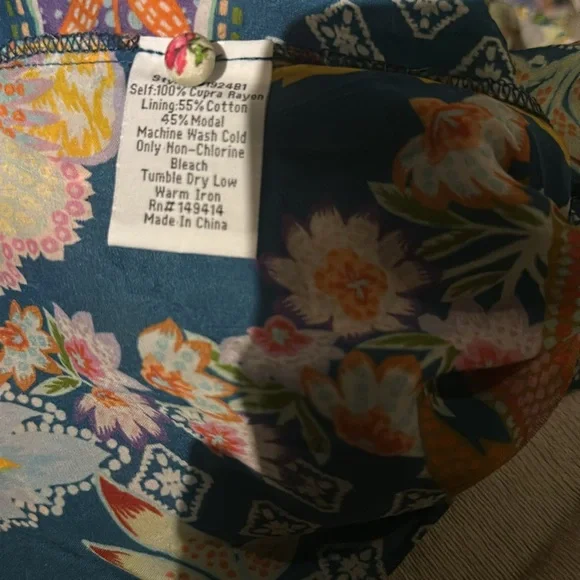 Self:100% Cupra Rayon
Lining:55% Cotton
45% Modal
Machine Wash Cold
Only Non-Chlorine
Bleach
Tumble Dry Low
Warm Iron
Rn# 149414
Made In China